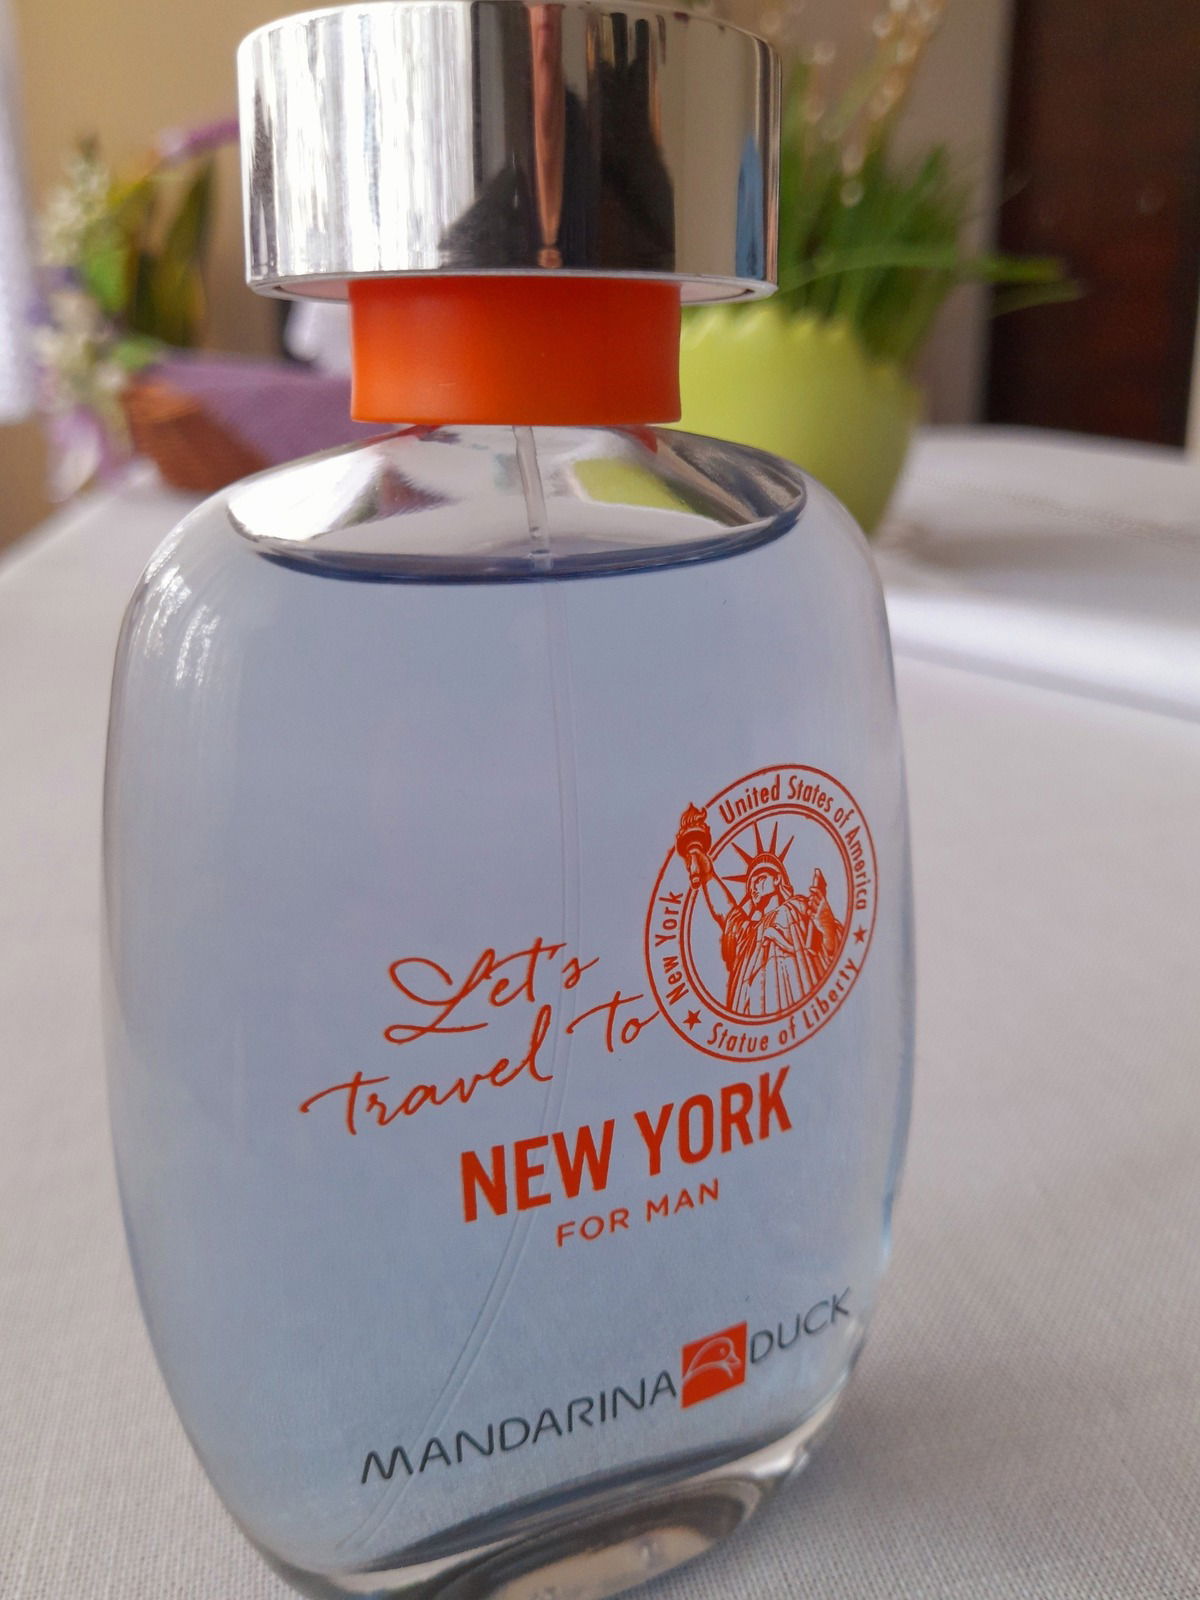 United States of America
New York ★ Statue of Liberty ★
Let's
travel to
NEW YORK
FOR MAN
MANDARINA DUCK